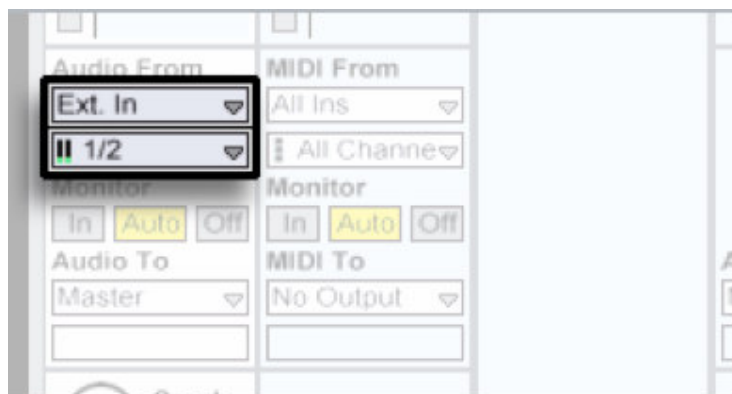 Audio From
Ext. In
1/2
Monitor
In Auto Off
Audio To
Master
MIDI From
All Ins
All Channe
Monitor
In Auto Off
MIDI To
No Output